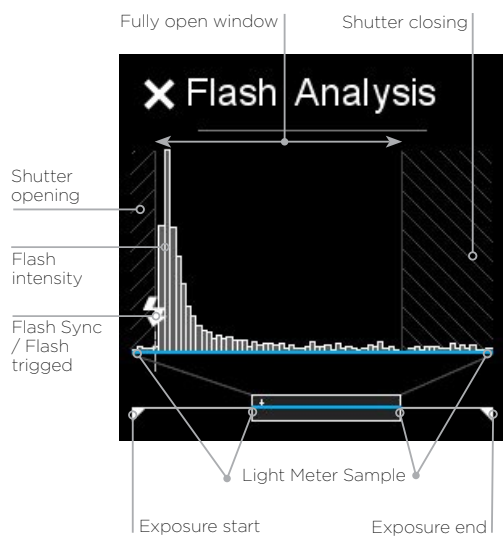 Fully open window
Shutter closing
Flash Analysis
Shutter
opening
Flash
intensity
Flash Sync
/ Flash
trigged
Light Meter Sample
Exposure start
Exposure end